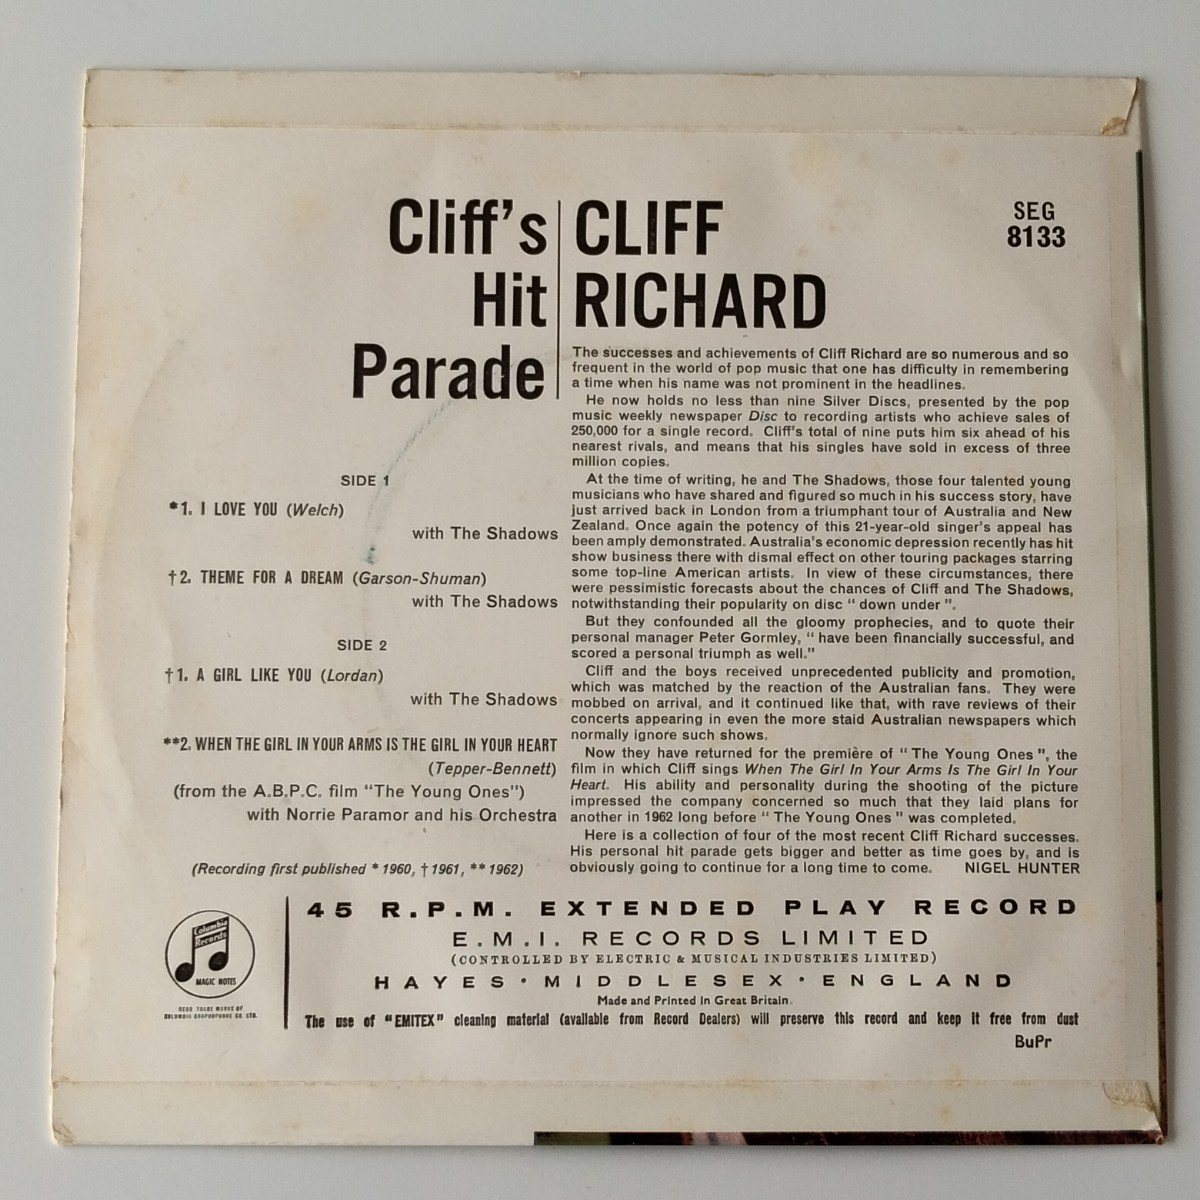 Cliff's
Hit
Parade
CLIFF
RICHARD
SEG
8133
SIDE 1
*1. I LOVE YOU (Welch)
with The Shadows
†2. THEME FOR A DREAM (Garson-Shuman)
with The Shadows
SIDE 2
†1. A GIRL LIKE YOU (Lordan)
with The Shadows
**2. WHEN THE GIRL IN YOUR ARMS IS THE GIRL IN YOUR HEART
(Tepper-Bennett)
(from the A.B.P.C. film "The Young Ones")
with Norrie Paramor and his Orchestra
(Recording first published * 1960, † 1961, ** 1962)
The successes and achievements of Cliff Richard are so numerous and so
frequent in the world of pop music that one has difficulty in remembering
a time when his name was not prominent in the headlines.
He now holds no less than nine Silver Discs, presented by the pop
music weekly newspaper Disc to recording artists who achieve sales of
250,000 for a single record. Cliff's total of nine puts him six ahead of his
nearest rivals, and means that his singles have sold in excess of three
million copies.
At the time of writing, he and The Shadows, those four talented young
musicians who have shared and figured so much in his success story, have
just arrived back in London from a triumphant tour of Australia and New
Zealand. Once again the potency of this 21-year-old singer's appeal has
been amply demonstrated. Australia's economic depression recently has hit
show business there with dismal effect on other touring packages starring
some top-line American artists. In view of these circumstances, there
were pessimistic forecasts about the chances of Cliff and The Shadows,
notwithstanding their popularity on disc " down under ".
But they confounded all the gloomy prophecies, and to quote their
personal manager Peter Gormley, " have been financially successful, and
scored a personal triumph as well."
Cliff and the boys received unprecedented publicity and promotion,
which was matched by the reaction of the Australian fans. They were
mobbed on arrival, and it continued like that, with rave reviews of their
concerts appearing in even the more staid Australian newspapers which
normally ignore such shows.
Now they have returned for the première of " The Young Ones ", the
film in which Cliff sings When The Girl In Your Arms Is The Girl In Your
Heart. His ability and personality during the shooting of the picture
impressed the company concerned so much that they laid plans for
another in 1962 long before " The Young Ones " was completed.
Here is a collection of four of the most recent Cliff Richard successes.
His personal hit parade gets bigger and better as time goes by, and is
obviously going to continue for a long time to come. NIGEL HUNTER
Columbia
Records
MAGIC NOTES
REGD TRADE MARKS OF
COLUMBIA GRAPHOPHONE CO. LTD.
45 R.P.M. EXTENDED PLAY RECORD
E.M.I. RECORDS LIMITED
(CONTROLLED BY ELECTRIC & MUSICAL INDUSTRIES LIMITED)
HAYES · MIDDLESEX · ENGLAND
Made and Printed in Great Britain.
The use of "EMITEX" cleaning material (available from Record Dealers) will preserve this record and keep it free from dust
BuPr